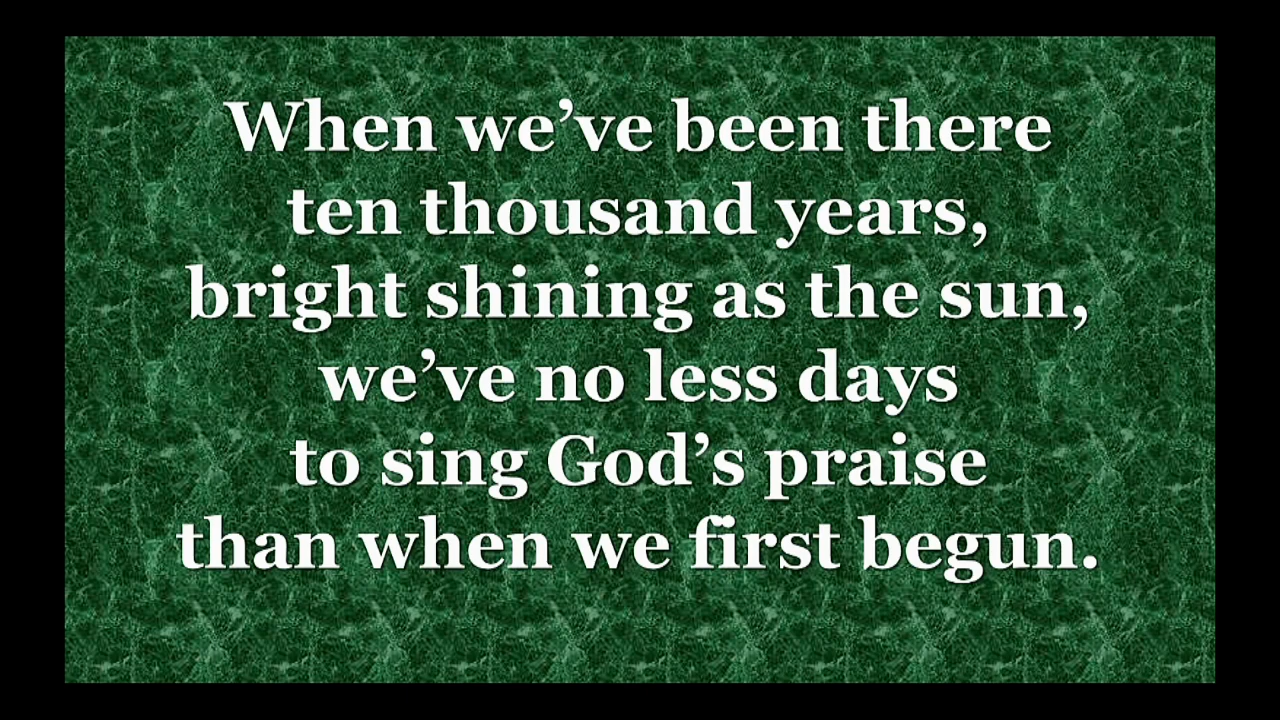 When we’ve been there
ten thousand years,
bright shining as the sun,
we’ve no less days
to sing God’s praise
than when we first begun.